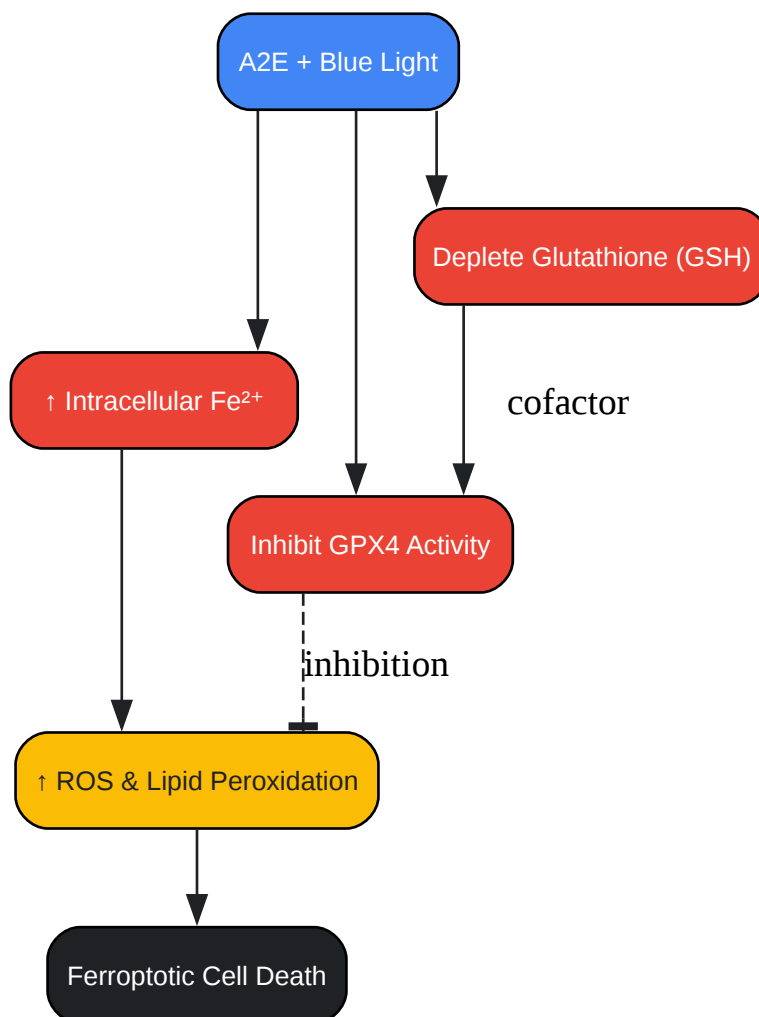 A2E + Blue Light
Deplete Glutathione (GSH)
↑ Intracellular Fe²⁺
cofactor
Inhibit GPX4 Activity
inhibition
↑ ROS & Lipid Peroxidation
Ferroptotic Cell Death